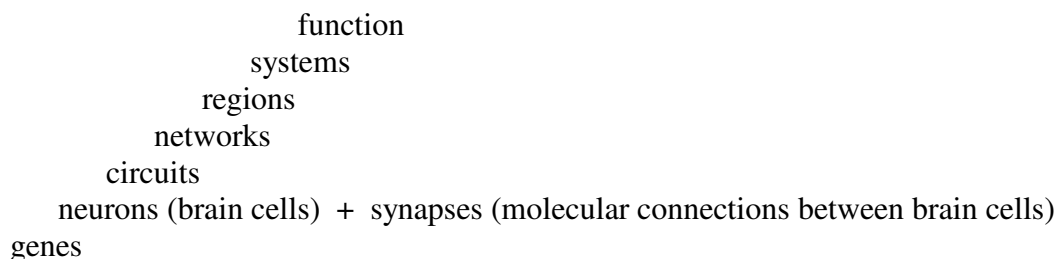 function
systems
regions
networks
circuits
neurons (brain cells) + synapses (molecular connections between brain cells)
genes